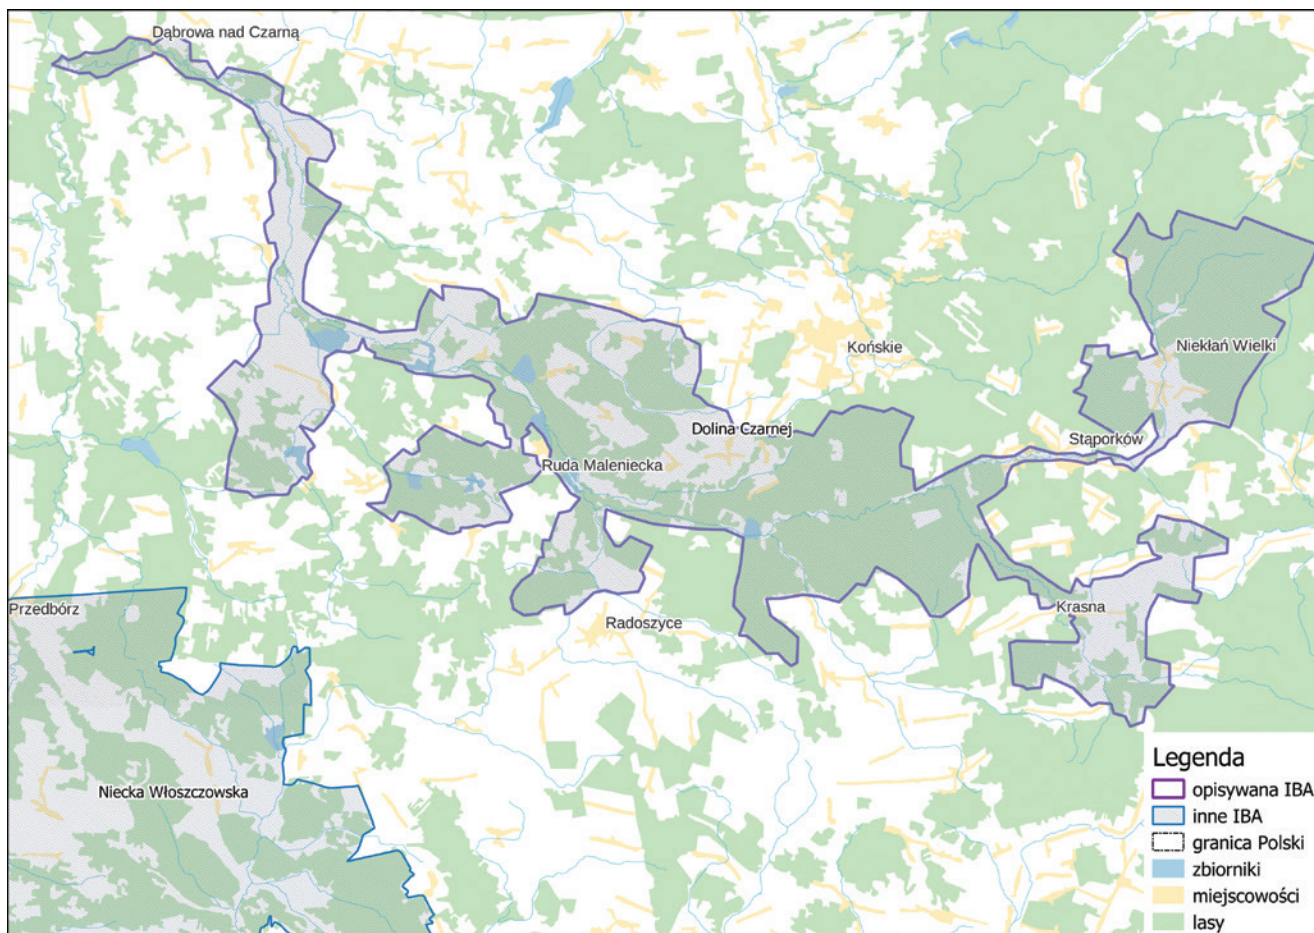 Dąbrowa nad Czarną
Końskie
Niekłań Wielki
Dolina Czarnej
Stąporków
Ruda Maleniecka
Przedbórz
Krasna
Radoszyce
Niecka Włoszczowska
Legenda
opisywana IBA
inne IBA
granica Polski
zbiorniki
miejscowości
lasy